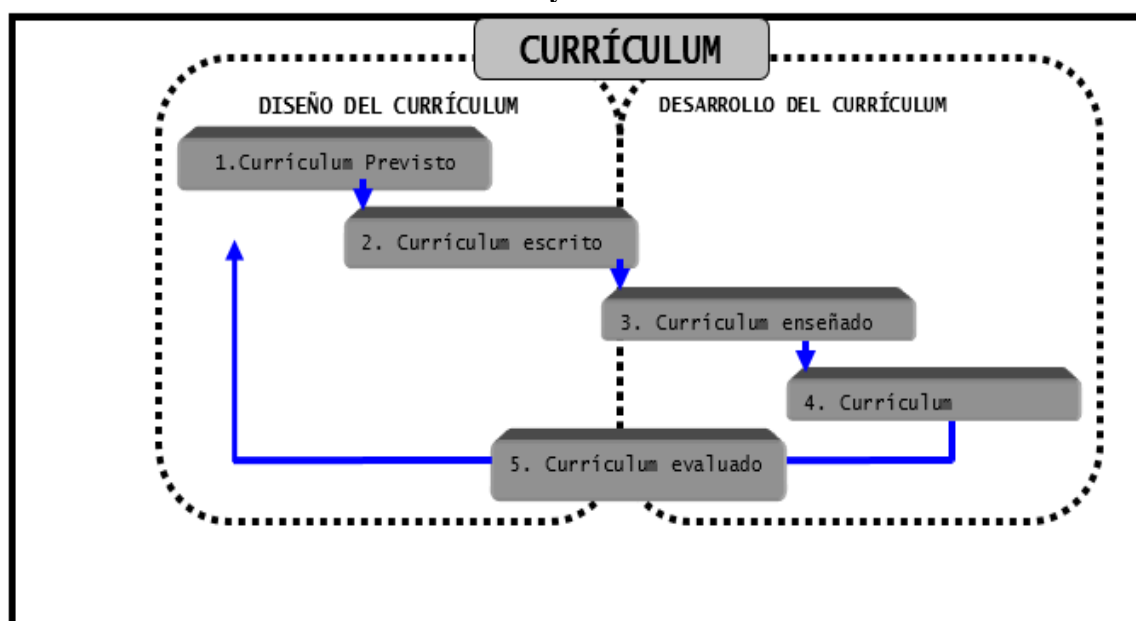 CURRÍCULUM
DISEÑO DEL CURRÍCULUM
DESARROLLO DEL CURRÍCULUM
1.Currículum Previsto
2. Currículum escrito
3. Currículum enseñado
4. Currículum
5. Currículum evaluado